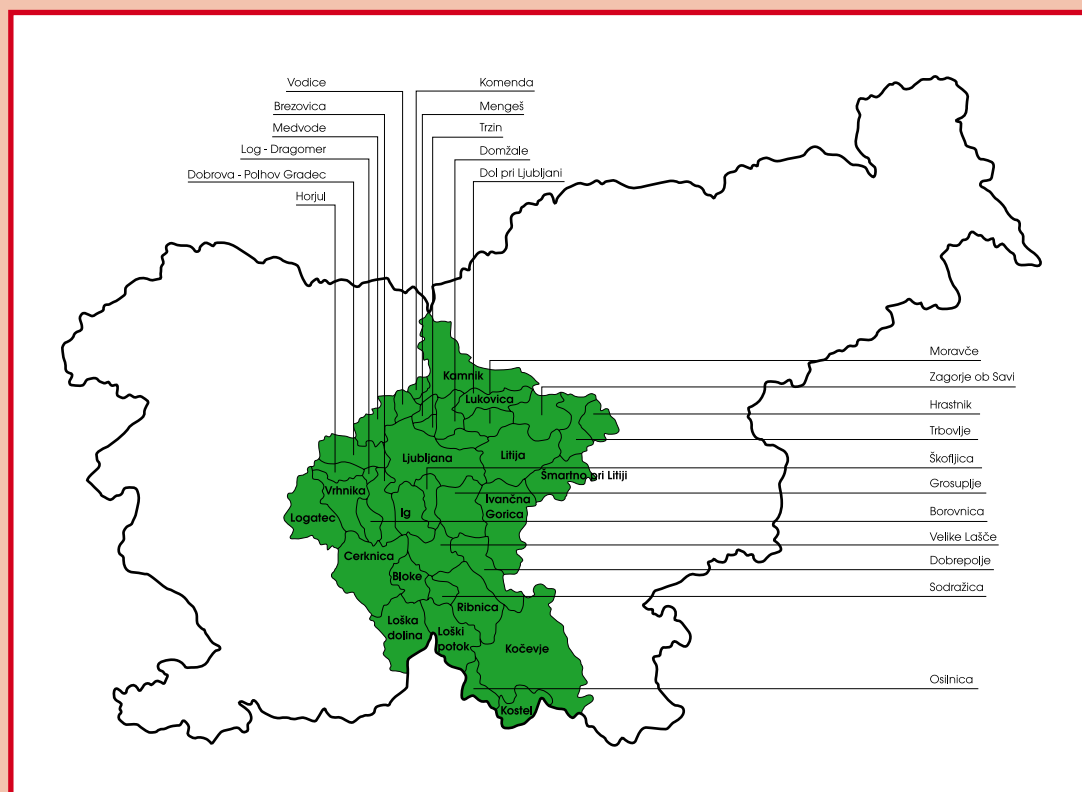 Vodice
Brezovica
Medvode
Log - Dragomer
Dobrova - Polhov Gradec
Horjul
Komenda
Mengeš
Trzin
Domžale
Dol pri Ljubljani
Moravče
Zagorje ob Savi
Hrastnik
Trbovlje
Škofljica
Grosuplje
Borovnica
Velike Lašče
Dobrepolje
Sodražica
Osilnica
Kamnik
Lukovica
Ljubljana
Litija
Šmartno pri Litiji
Vrhnika
Logatec
Ig
Ivančna
Gorica
Cerknica
Bloke
Ribnica
Loška
dolina
Loški
potok
Kočevje
Kostel